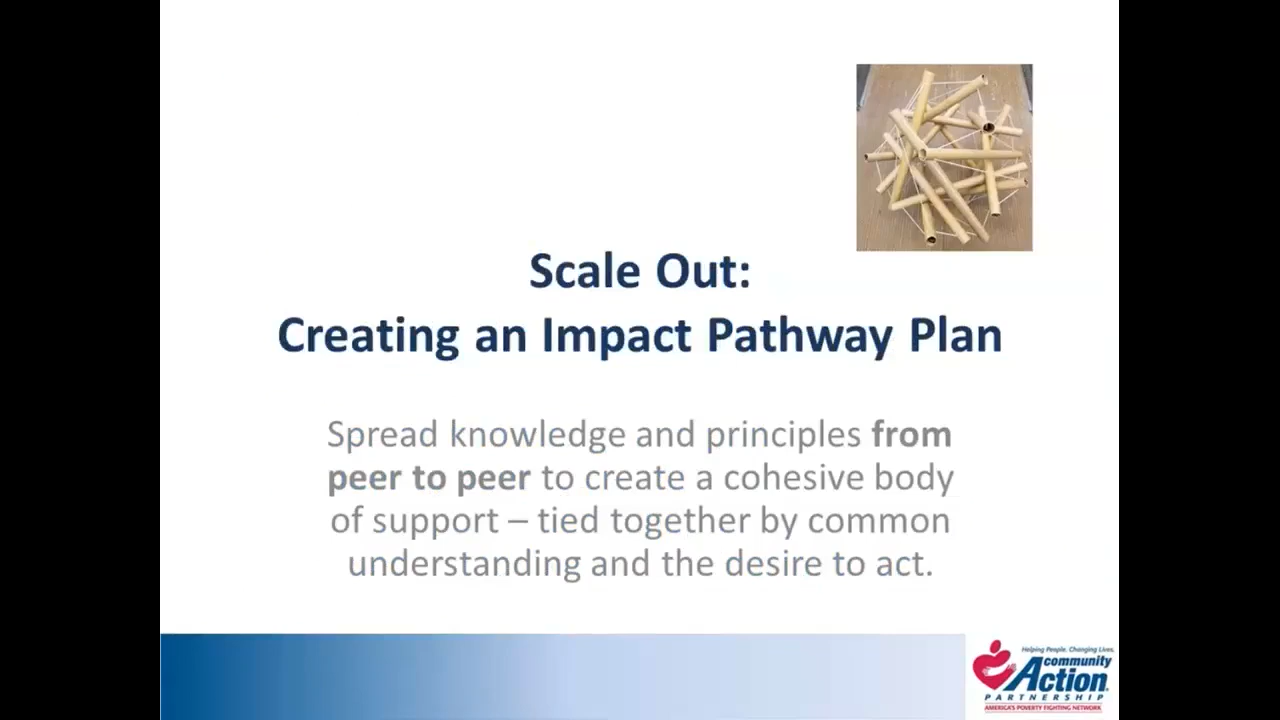 Scale Out:
Creating an Impact Pathway Plan
Spread knowledge and principles from
peer to peer to create a cohesive body
of support – tied together by common
understanding and the desire to act.
Helping People. Changing Lives.
community
Action
PARTNERSHIP
AMERICA'S POVERTY FIGHTING NETWORK